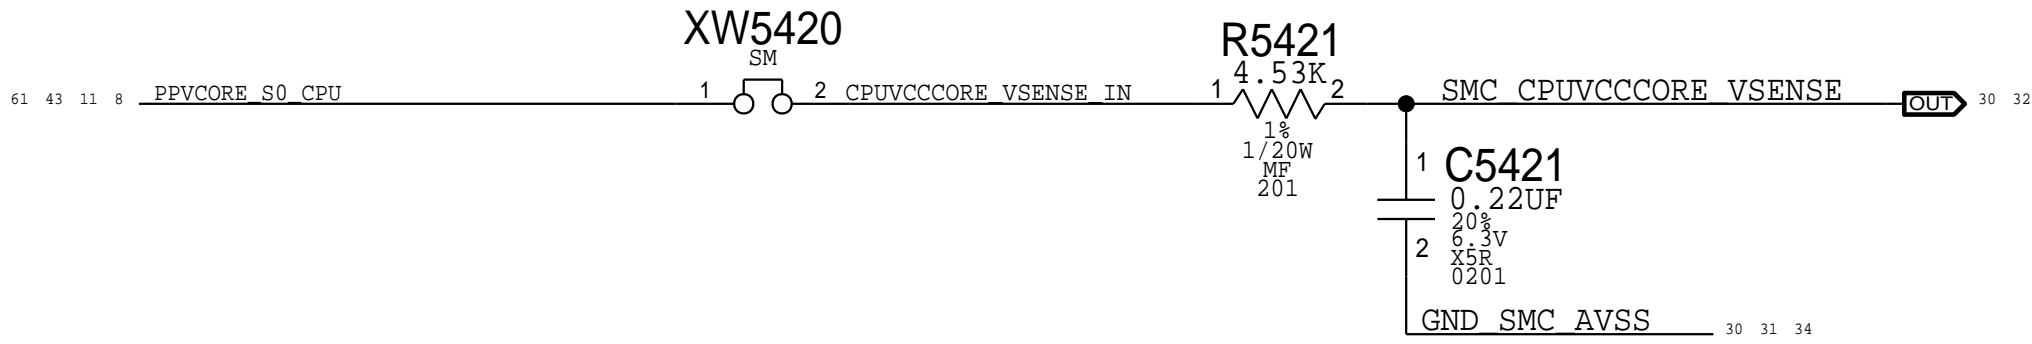 XW5420
SM
61 43 11 8 PPVCORE_S0_CPU
1 2
CPUVCCCORE_VSENSE_IN
R5421
4.53K
1 2
1%
1/20W
MF
201
SMC_CPUVCCCORE_VSENSE
OUT 30 32
1 C5421
0.22UF
20%
6.3V
2
X5R
0201
GND_SMC_AVSS 30 31 34